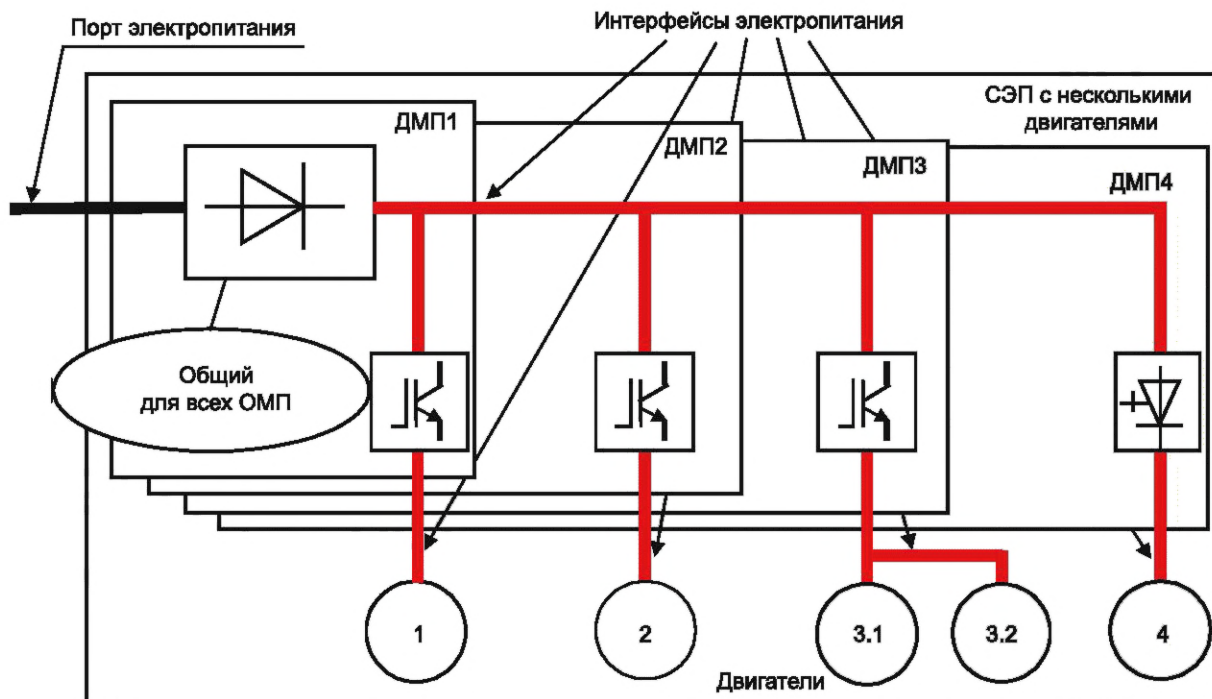 Порт электропитания
Интерфейсы электропитания
СЭП с несколькими
двигателями
ДМП1
ДМП2
ДМП3
ДМП4
Общий
для всех ОМП
1
2
3.1
3.2
4
Двигатели